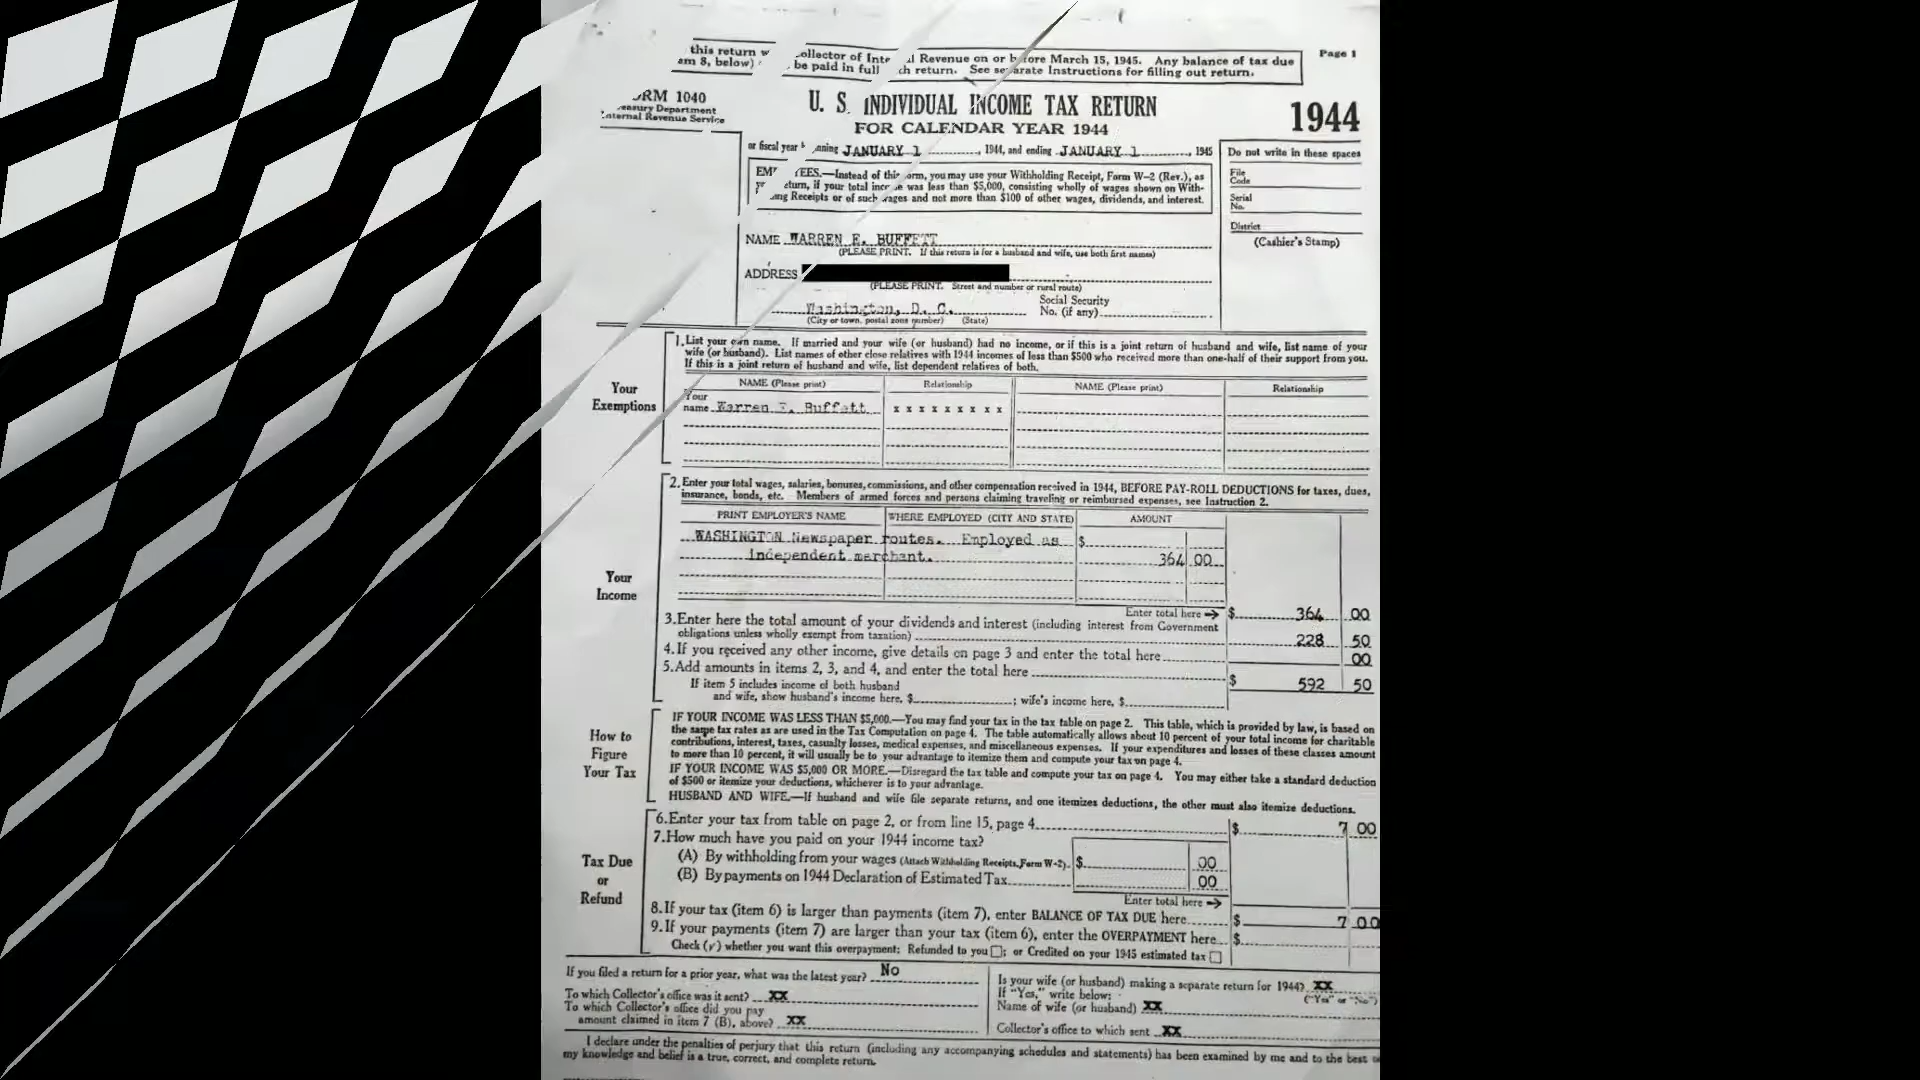 this return w ollector of Inte al Revenue on or before March 15, 1945. Any balance of tax due
em 8, below) be paid in full th return. See separate Instructions for filling out return.
Page 1
RM 1040
easury Department
nternal Revenue Service
U. S. INDIVIDUAL INCOME TAX RETURN
FOR CALENDAR YEAR 1944
1944
or fiscal year nning JANUARY 1, 1944, and ending JANUARY 1, 1945
EM EES.—Instead of this form, you may use your Withholding Receipt, Form W-2 (Rev.), as
eturn, if your total income was less than $5,000, consisting wholly of wages shown on With-
ing Receipts or of such wages and not more than $100 of other wages, dividends, and interest.
Do not write in these spaces
File
Code
Serial
No.
District
(Cashier's Stamp)
NAME WARREN E. BUFFETT
(PLEASE PRINT. If this return is for a husband and wife, use both first names)
ADDRESS
(PLEASE PRINT. Street and number or rural route)
Washington, D. C.
(City or town, postal zone number) (State)
Social Security
No. (if any)
Your
Exemptions
1. List your own name. If married and your wife (or husband) had no income, or if this is a joint return of husband and wife, list name of your
wife (or husband). List names of other close relatives with 1944 incomes of less than $500 who received more than one-half of their support from you.
If this is a joint return of husband and wife, list dependent relatives of both.
NAME (Please print) Relationship NAME (Please print) Relationship
Your
name Warren E. Buffett x x x x x x x x x
Your
Income
2. Enter your total wages, salaries, bonuses, commissions, and other compensation received in 1944, BEFORE PAY-ROLL DEDUCTIONS for taxes, dues,
insurance, bonds, etc. Members of armed forces and persons claiming traveling or reimbursed expenses, see Instruction 2.
PRINT EMPLOYER'S NAME WHERE EMPLOYED (CITY AND STATE) AMOUNT
WASHINGTON Newspaper routes. Employed as $
independent merchant. 364 00
Enter total here → $ 364 00
3. Enter here the total amount of your dividends and interest (including interest from Government
obligations unless wholly exempt from taxation) 228 50
4. If you received any other income, give details on page 3 and enter the total here 00
5. Add amounts in items 2, 3, and 4, and enter the total here $ 592 50
If item 5 includes income of both husband
and wife, show husband's income here, $ ; wife's income here, $
How to
Figure
Your Tax
IF YOUR INCOME WAS LESS THAN $5,000.—You may find your tax in the tax table on page 2. This table, which is provided by law, is based on
the same tax rates as are used in the Tax Computation on page 4. The table automatically allows about 10 percent of your total income for charitable
contributions, interest, taxes, casualty losses, medical expenses, and miscellaneous expenses. If your expenditures and losses of these classes amount
to more than 10 percent, it will usually be to your advantage to itemize them and compute your tax on page 4.
IF YOUR INCOME WAS $5,000 OR MORE.—Disregard the tax table and compute your tax on page 4. You may either take a standard deduction
of $500 or itemize your deductions, whichever is to your advantage.
HUSBAND AND WIFE.—If husband and wife file separate returns, and one itemizes deductions, the other must also itemize deductions.
Tax Due
or
Refund
6. Enter your tax from table on page 2, or from line 15, page 4 $ 7 00
7. How much have you paid on your 1944 income tax?
(A) By withholding from your wages (Attach Withholding Receipts, Form W-2) $ 00
(B) By payments on 1944 Declaration of Estimated Tax 00
Enter total here →
8. If your tax (item 6) is larger than payments (item 7), enter BALANCE OF TAX DUE here $ 7 00
9. If your payments (item 7) are larger than your tax (item 6), enter the OVERPAYMENT here $
Check (√) whether you want this overpayment: Refunded to you □; or Credited on your 1945 estimated tax □
If you filed a return for a prior year, what was the latest year? No
To which Collector's office was it sent? XX
To which Collector's office did you pay
amount claimed in item 7 (B), above? XX
Is your wife (or husband) making a separate return for 1944? XX
("Yes" or "No")
If "Yes," write below:
Name of wife (or husband) XX
Collector's office to which sent XX
I declare under the penalties of perjury that this return (including any accompanying schedules and statements) has been examined by me and to the best
my knowledge and belief is a true, correct, and complete return.